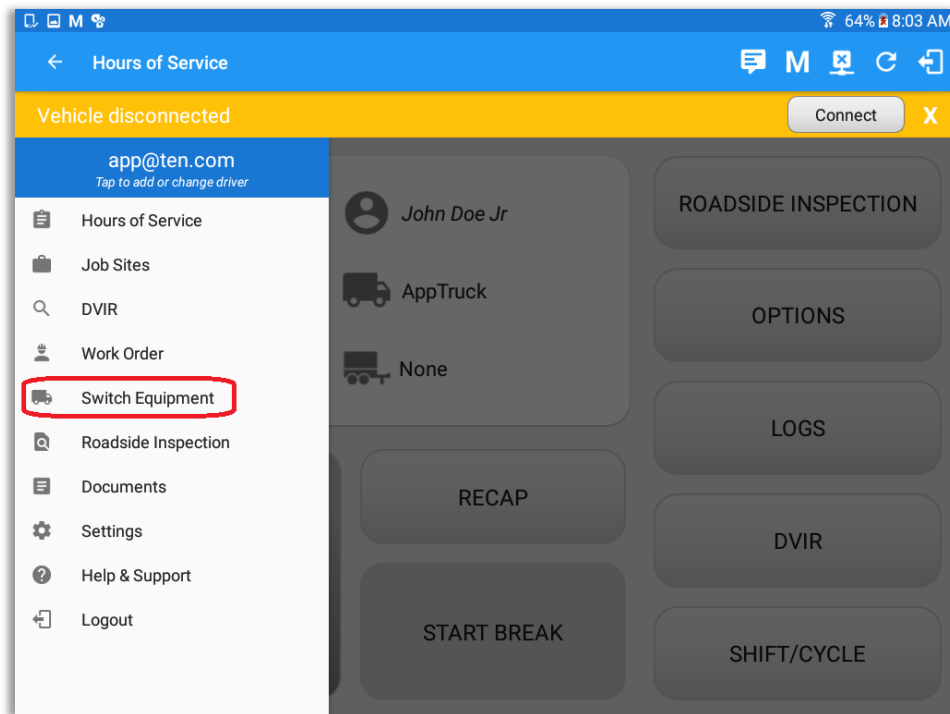 M 64% 8:03 AM
Hours of Service M
Vehicle disconnected Connect X
app@ten.com
Tap to add or change driver
Hours of Service
Job Sites
DVIR
Work Order
Switch Equipment
Roadside Inspection
Documents
Settings
Help & Support
Logout
John Doe Jr
AppTruck
None
RECAP
START BREAK
ROADSIDE INSPECTION
OPTIONS
LOGS
DVIR
SHIFT/CYCLE